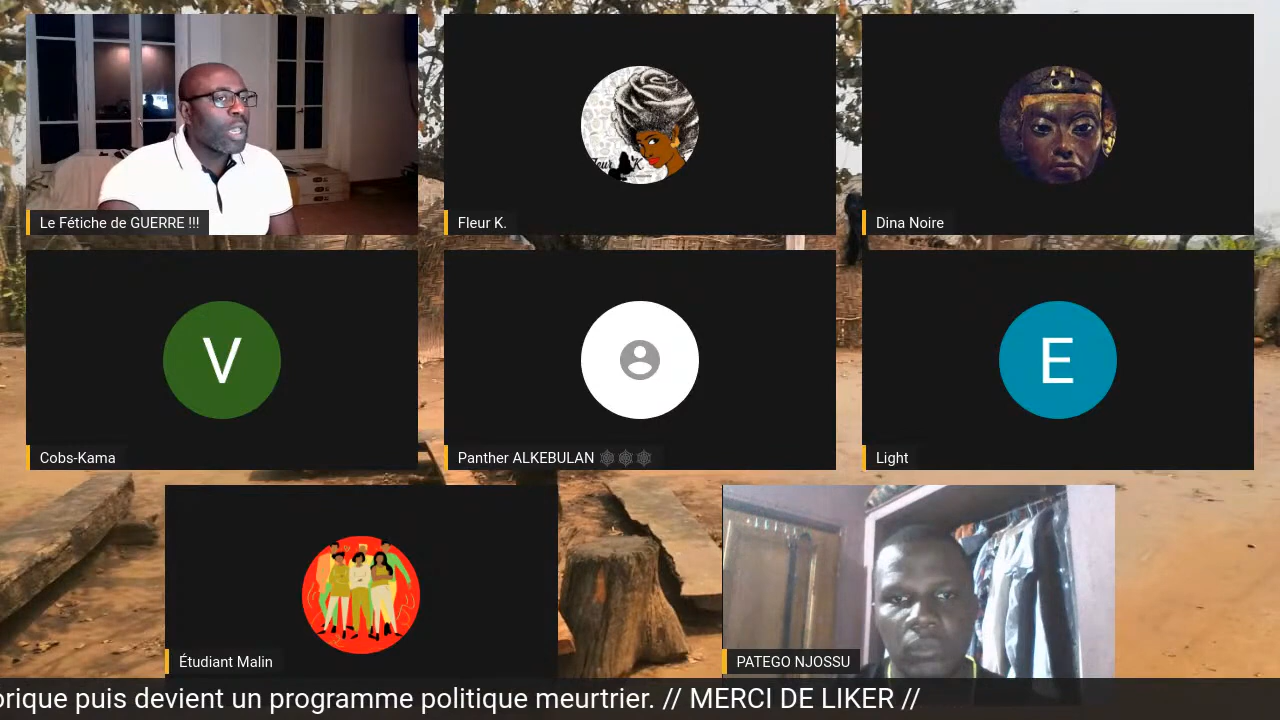 Le Fétiche de GUERRE !!!
Fleur K.
Dina Noire
V
Cobs-Kama
Panther ALKEBULAN 🕸🕸🕸
E
Light
Étudiant Malin
PATEGO NJOSSU
orique puis devient un programme politique meurtrier. // MERCI DE LIKER //